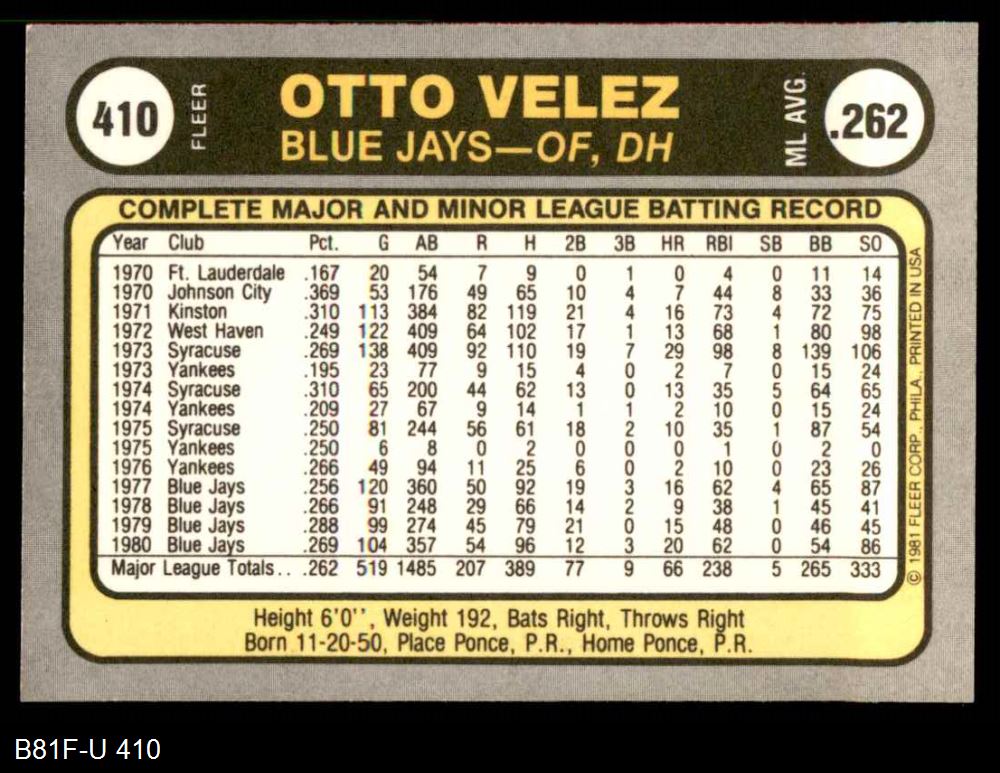 410 FLEER OTTO VELEZ ML AVG. .262
BLUE JAYS—OF, DH
COMPLETE MAJOR AND MINOR LEAGUE BATTING RECORD
Year Club Pct. G AB R H 2B 3B HR RBI SB BB SO
1970 Ft. Lauderdale .167 20 54 7 9 0 1 0 4 0 11 14
1970 Johnson City .369 53 176 49 65 10 4 7 44 8 33 36
1971 Kinston .310 113 384 82 119 21 4 16 73 4 72 75
1972 West Haven .249 122 409 64 102 17 1 13 68 1 80 98
1973 Syracuse .269 138 409 92 110 19 7 29 98 8 139 106
1973 Yankees .195 23 77 9 15 4 0 2 7 0 15 24
1974 Syracuse .310 65 200 44 62 13 0 13 35 5 64 65
1974 Yankees .209 27 67 9 14 1 1 2 10 0 15 24
1975 Syracuse .250 81 244 56 61 18 2 10 35 1 87 54
1975 Yankees .250 6 8 0 2 0 0 0 1 0 2 0
1976 Yankees .266 49 94 11 25 6 0 2 10 0 23 26
1977 Blue Jays .256 120 360 50 92 19 3 16 62 4 65 87
1978 Blue Jays .266 91 248 29 66 14 2 9 38 1 45 41
1979 Blue Jays .288 99 274 45 79 21 0 15 48 0 46 45
1980 Blue Jays .269 104 357 54 96 12 3 20 62 0 54 86
Major League Totals . . .262 519 1485 207 389 77 9 66 238 5 265 333
© 1981 FLEER CORP., PHILA., PRINTED IN USA
Height 6'0'', Weight 192, Bats Right, Throws Right
Born 11-20-50, Place Ponce, P.R., Home Ponce, P.R.
B81F-U 410